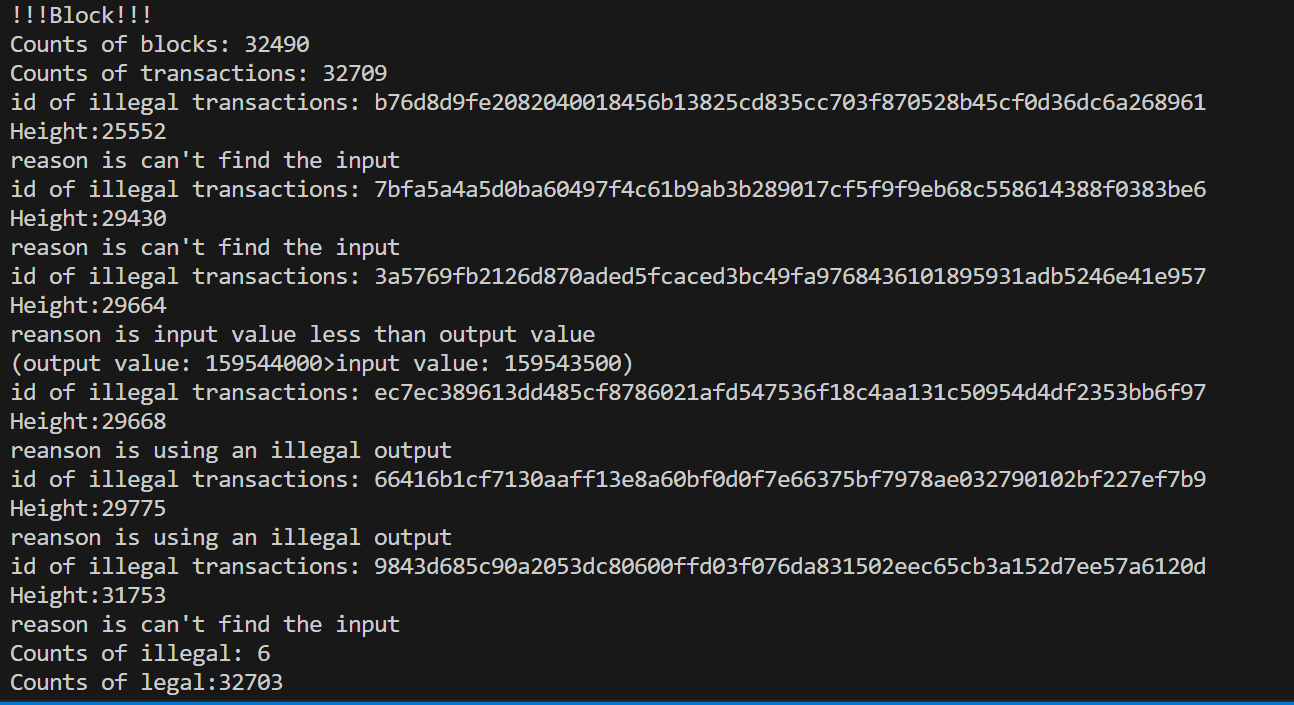 !!!Block!!!
Counts of blocks: 32490
Counts of transactions: 32709
id of illegal transactions: b76d8d9fe2082040018456b13825cd835cc703f870528b45cf0d36dc6a268961
Height:25552
reason is can't find the input
id of illegal transactions: 7bfa5a4a5d0ba60497f4c61b9ab3b289017cf5f9f9eb68c558614388f0383be6
Height:29430
reason is can't find the input
id of illegal transactions: 3a5769fb2126d870aded5fcaced3bc49fa9768436101895931adb5246e41e957
Height:29664
reanson is input value less than output value
(output value: 159544000>input value: 159543500)
id of illegal transactions: ec7ec389613dd485cf8786021afd547536f18c4aa131c50954d4df2353bb6f97
Height:29668
reanson is using an illegal output
id of illegal transactions: 66416b1cf7130aaff13e8a60bf0d0f7e66375bf7978ae032790102bf227ef7b9
Height:29775
reanson is using an illegal output
id of illegal transactions: 9843d685c90a2053dc80600ffd03f076da831502eec65cb3a152d7ee57a6120d
Height:31753
reason is can't find the input
Counts of illegal: 6
Counts of legal:32703